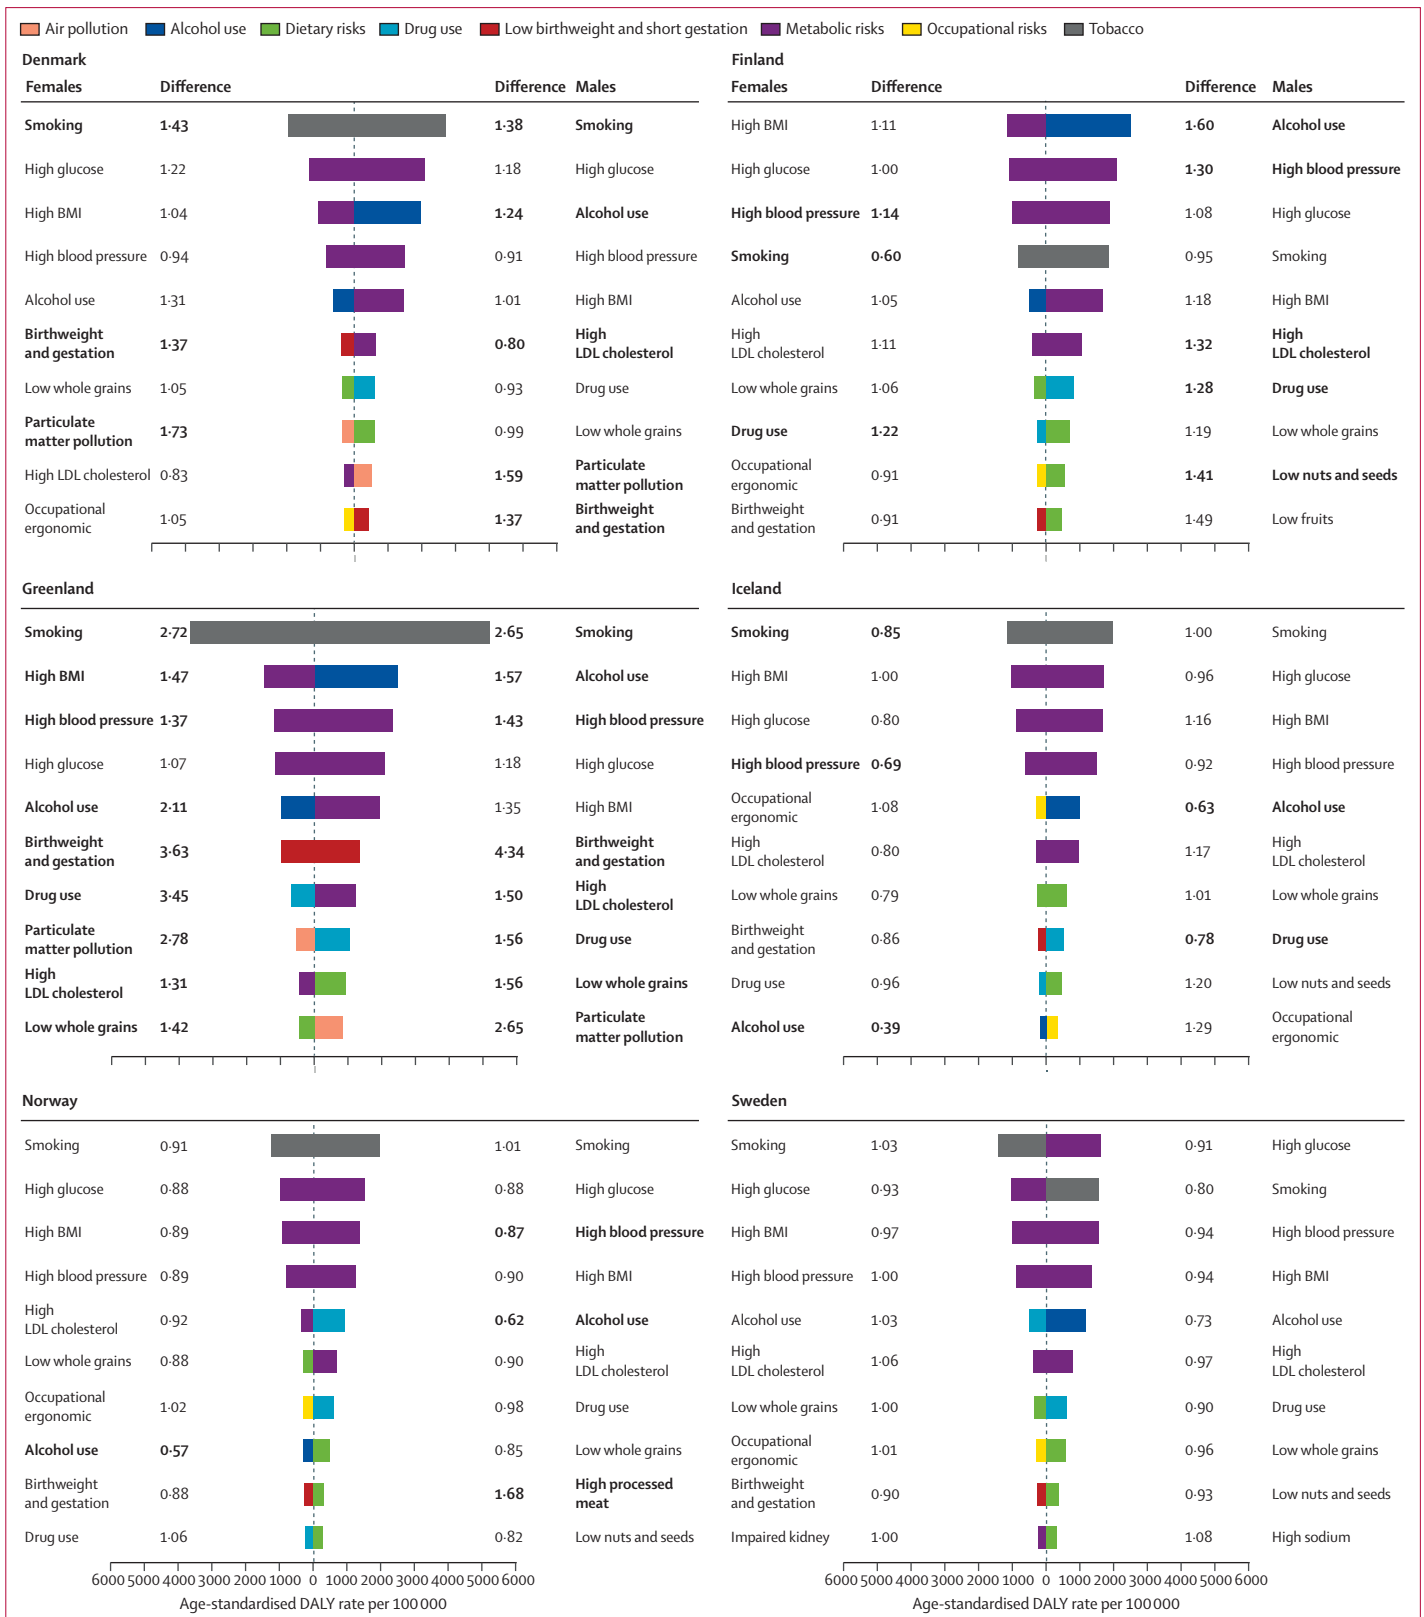 Air pollution Alcohol use Dietary risks Drug use Low birthweight and short gestation Metabolic risks Occupational risks Tobacco
Denmark
Females Difference Difference Males
Smoking 1·43 1·38 Smoking
High glucose 1·22 1·18 High glucose
High BMI 1·04 1·24 Alcohol use
High blood pressure 0·94 0·91 High blood pressure
Alcohol use 1·31 1·01 High BMI
Birthweight
and gestation 1·37 0·80 High
LDL cholesterol
Low whole grains 1·05 0·93 Drug use
Particulate
matter pollution 1·73 0·99 Low whole grains
High LDL cholesterol 0·83 1·59 Particulate
matter pollution
Occupational
ergonomic 1·05 1·37 Birthweight
and gestation
Finland
Females Difference Difference Males
High BMI 1·11 1·60 Alcohol use
High glucose 1·00 1·30 High blood pressure
High blood pressure 1·14 1·08 High glucose
Smoking 0·60 0·95 Smoking
Alcohol use 1·05 1·18 High BMI
High
LDL cholesterol 1·11 1·32 High
LDL cholesterol
Low whole grains 1·06 1·28 Drug use
Drug use 1·22 1·19 Low whole grains
Occupational
ergonomic 0·91 1·41 Low nuts and seeds
Birthweight
and gestation 0·91 1·49 Low fruits
Greenland
Smoking 2·72 2·65 Smoking
High BMI 1·47 1·57 Alcohol use
High blood pressure 1·37 1·43 High blood pressure
High glucose 1·07 1·18 High glucose
Alcohol use 2·11 1·35 High BMI
Birthweight
and gestation 3·63 4·34 Birthweight
and gestation
Drug use 3·45 1·50 High
LDL cholesterol
Particulate
matter pollution 2·78 1·56 Drug use
High
LDL cholesterol 1·31 1·56 Low whole grains
Low whole grains 1·42 2·65 Particulate
matter pollution
Iceland
Smoking 0·85 1·00 Smoking
High BMI 1·00 0·96 High glucose
High glucose 0·80 1·16 High BMI
High blood pressure 0·69 0·92 High blood pressure
Occupational
ergonomic 1·08 0·63 Alcohol use
High
LDL cholesterol 0·80 1·17 High
LDL cholesterol
Low whole grains 0·79 1·01 Low whole grains
Birthweight
and gestation 0·86 0·78 Drug use
Drug use 0·96 1·20 Low nuts and seeds
Alcohol use 0·39 1·29 Occupational
ergonomic
Norway
Smoking 0·91 1·01 Smoking
High glucose 0·88 0·88 High glucose
High BMI 0·89 0·87 High blood pressure
High blood pressure 0·89 0·90 High BMI
High
LDL cholesterol 0·92 0·62 Alcohol use
Low whole grains 0·88 0·90 High
LDL cholesterol
Occupational
ergonomic 1·02 0·98 Drug use
Alcohol use 0·57 0·85 Low whole grains
Birthweight
and gestation 0·88 1·68 High processed
meat
Drug use 1·06 0·82 Low nuts and seeds
6000 5000 4000 3000 2000 1000 0 1000 2000 3000 4000 5000 6000
Age-standardised DALY rate per 100 000
Sweden
Smoking 1·03 0·91 High glucose
High glucose 0·93 0·80 Smoking
High BMI 0·97 0·94 High blood pressure
High blood pressure 1·00 0·94 High BMI
Alcohol use 1·03 0·73 Alcohol use
High
LDL cholesterol 1·06 0·97 High
LDL cholesterol
Low whole grains 1·00 0·90 Drug use
Occupational
ergonomic 1·01 0·96 Low whole grains
Birthweight
and gestation 0·90 0·93 Low nuts and seeds
Impaired kidney 1·00 1·08 High sodium
6000 5000 4000 3000 2000 1000 0 1000 2000 3000 4000 5000 6000
Age-standardised DALY rate per 100 000